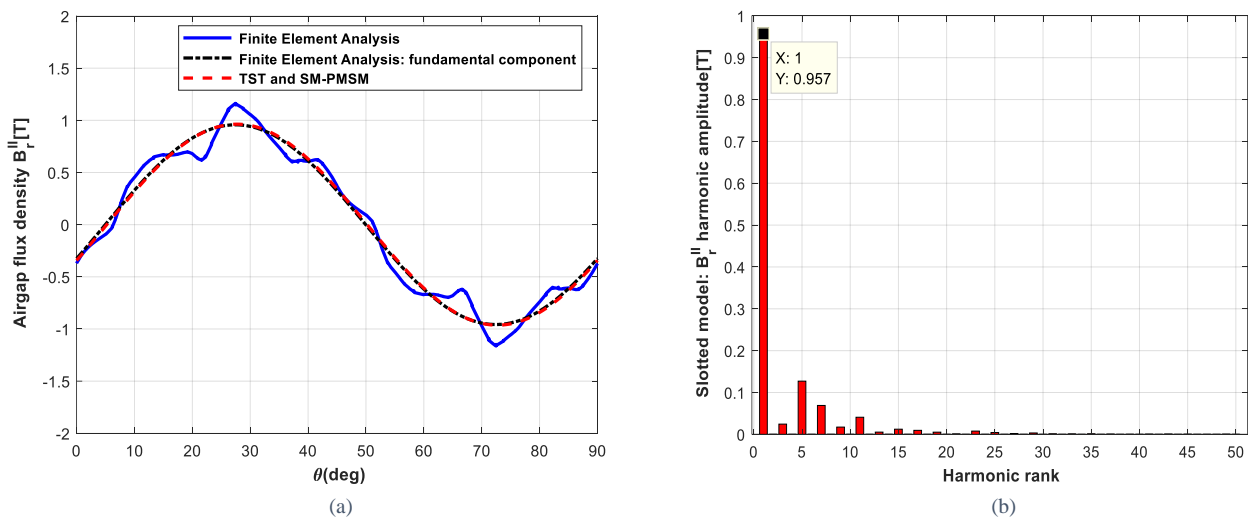 2
1.5
1
0.5
0
-0.5
-1
-1.5
-2
Airgap flux density B_r^II[T]
Finite Element Analysis
Finite Element Analysis: fundamental component
TST and SM-PMSM
0 10 20 30 40 50 60 70 80 90
θ(deg)
(a)
1
0.9
0.8
0.7
0.6
0.5
0.4
0.3
0.2
0.1
0
Slotted model: B_r^II harmonic amplitude[T]
X: 1
Y: 0.957
0 5 10 15 20 25 30 35 40 45 50
Harmonic rank
(b)